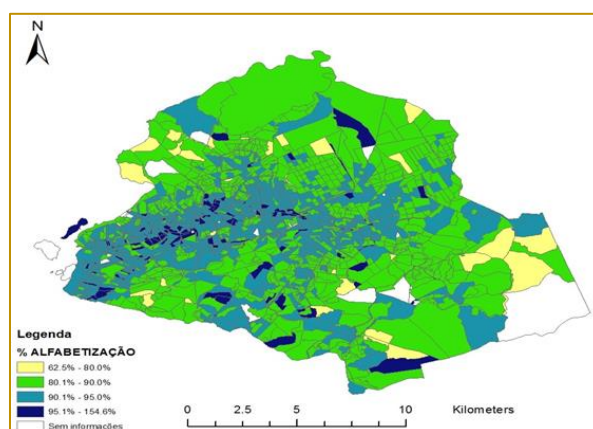 N
Legenda
% ALFABETIZAÇÃO
62.5% - 80.0%
80.1% - 90.0%
90.1% - 95.0%
95.1% - 154.6%
Sem informações
0 2.5 5 10 Kilometers